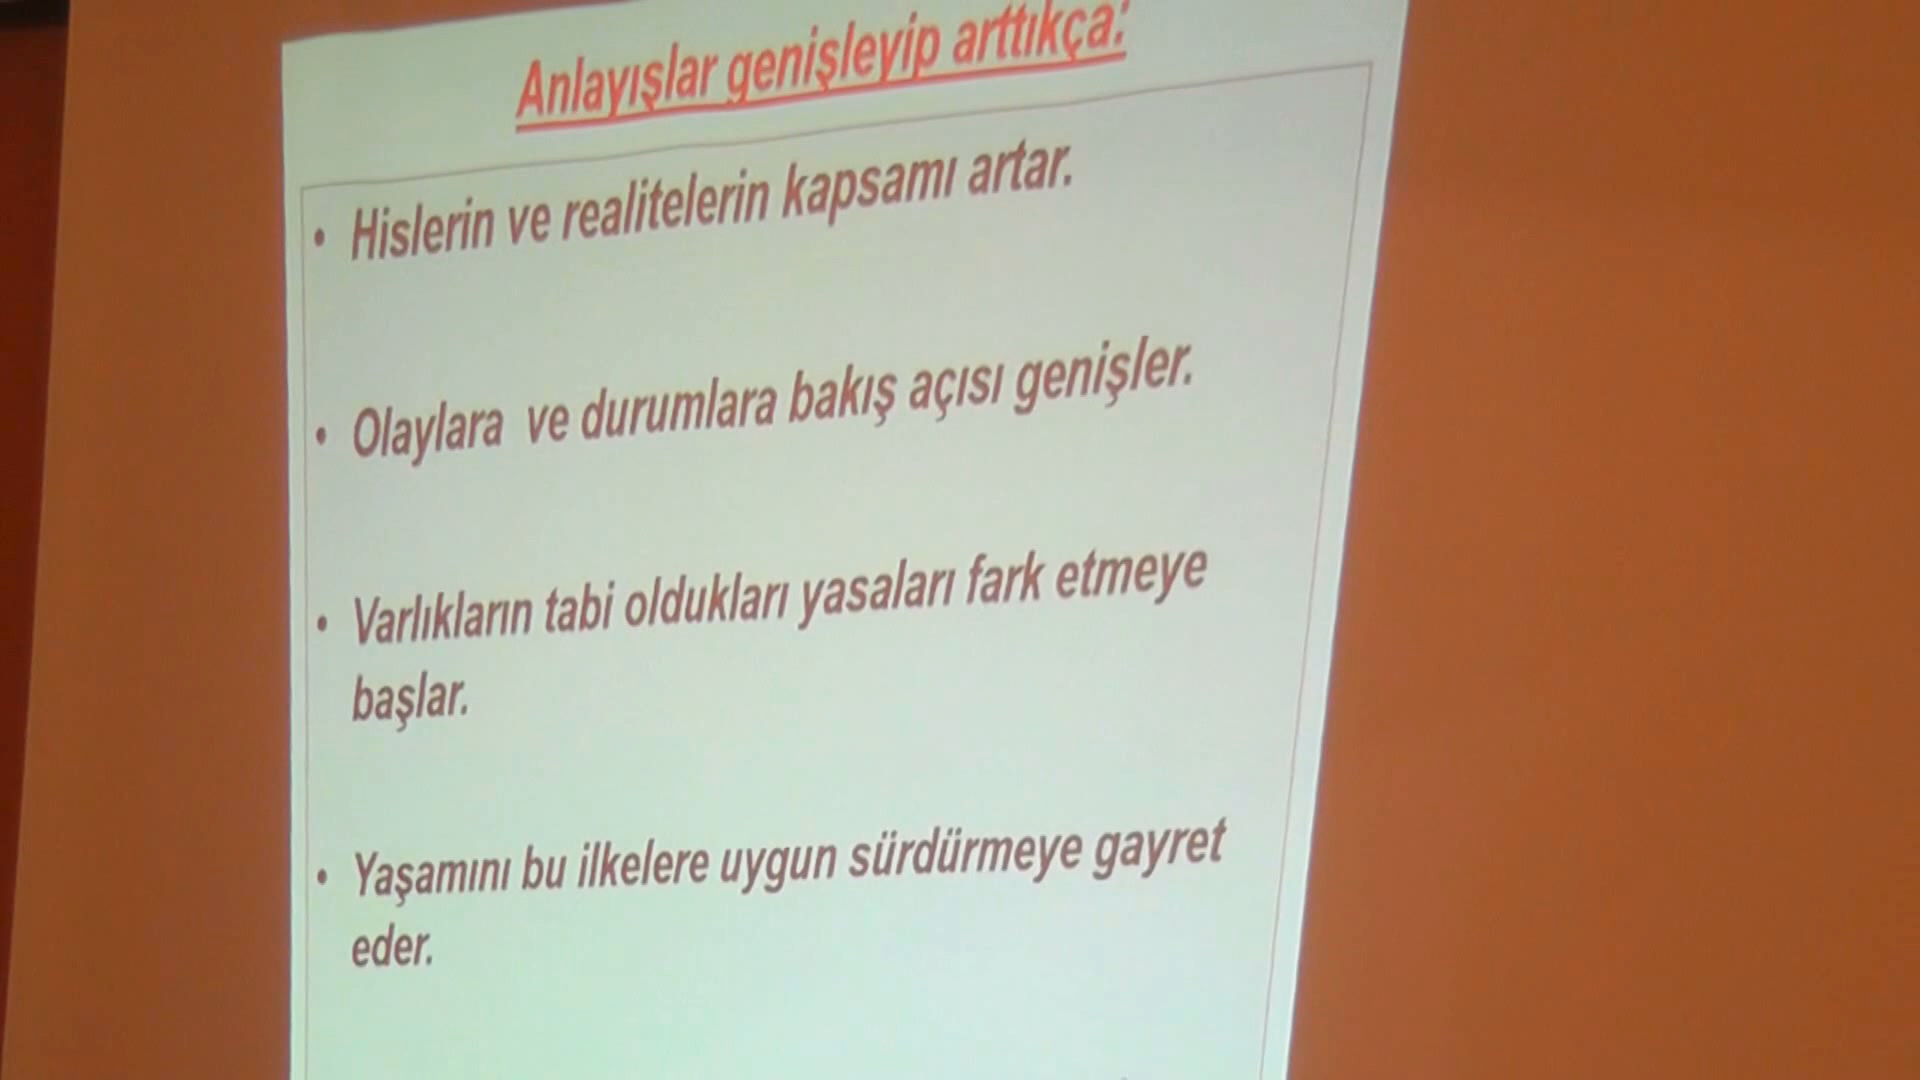 Anlayışlar genişleyip arttıkça:
• Hislerin ve realitelerin kapsamı artar.
• Olaylara ve durumlara bakış açısı genişler.
• Varlıkların tabi oldukları yasaları fark etmeye
başlar.
• Yaşamını bu ilkelere uygun sürdürmeye gayret
eder.